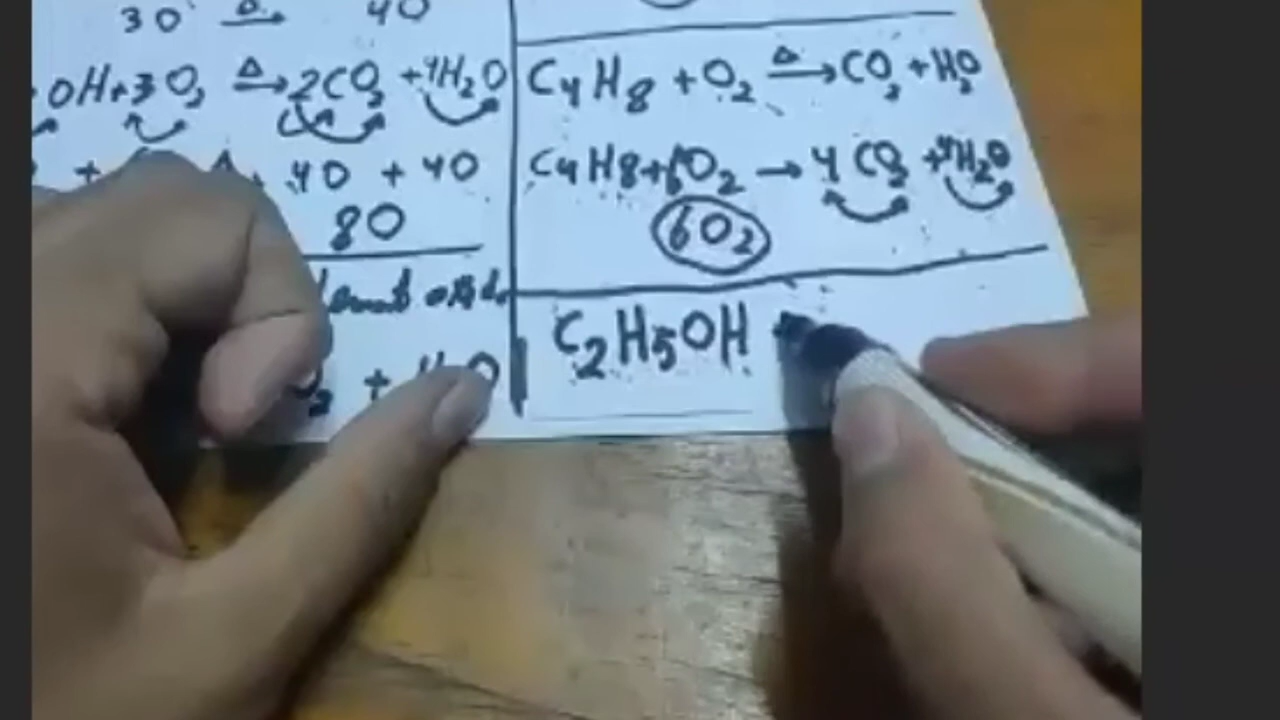 30 Δ→ 40
OH+3O₂ Δ→ 2CO₂ +4H₂O
+ 40 + 40
80
+
C₄H₈ + O₂ Δ→ CO₂ + H₂O
C₄H₈+6O₂ → 4CO₂ +4H₂O
6O₂
C₂H₅OH